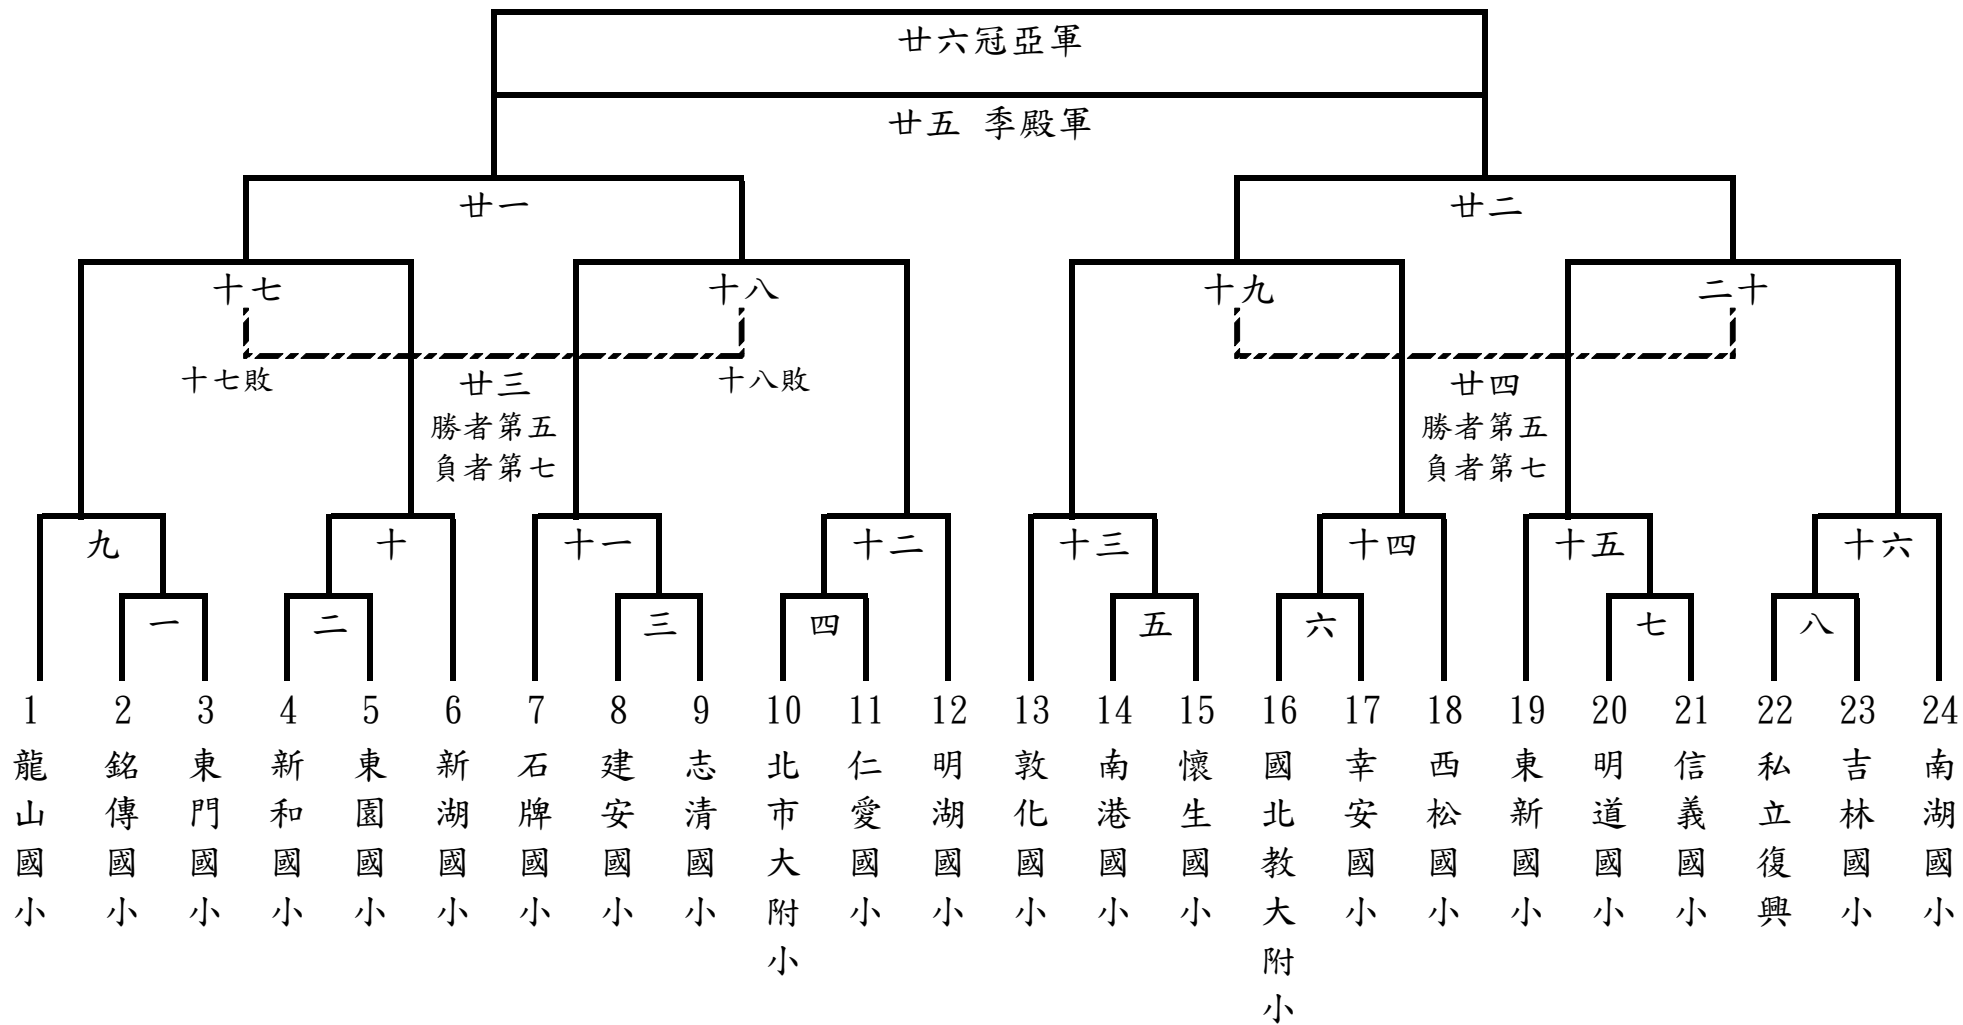 廿六冠亞軍
廿五 季殿軍
廿一
廿二
十七
十八
十九
二十
十七敗
廿三
十八敗
廿四
勝者第五
勝者第五
負者第七
負者第七
九
十
十一
十二
十三
十四
十五
十六
一
二
三
四
五
六
七
八
1
2
3
4
5
6
7
8
9
10
11
12
13
14
15
16
17
18
19
20
21
22
23
24
龍山國小
銘傳國小
東門國小
新和國小
東園國小
新湖國小
石牌國小
建安國小
志清國小
北市大附小
仁愛國小
明湖國小
敦化國小
南港國小
懷生國小
國北教大附小
幸安國小
西松國小
東新國小
明道國小
信義國小
私立復興
吉林國小
南湖國小